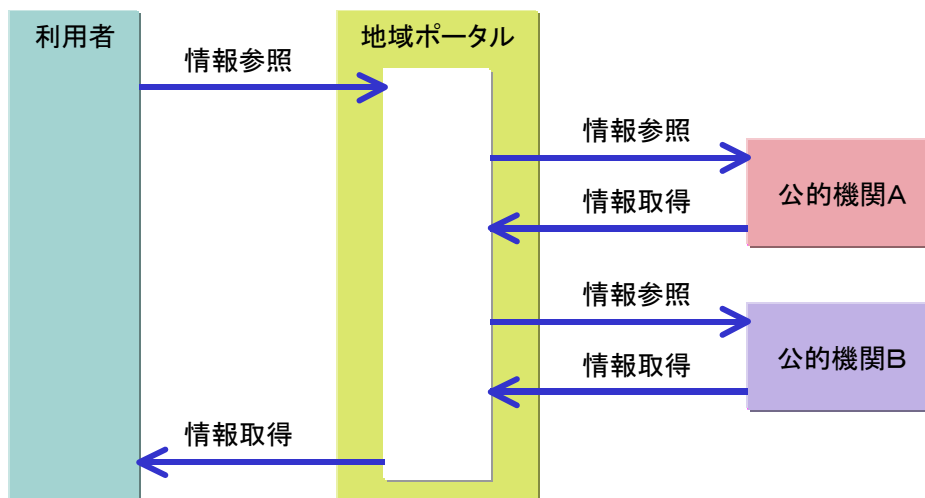 利用者
地域ポータル
情報参照
情報参照
公的機関A
情報取得
情報参照
公的機関B
情報取得
情報取得